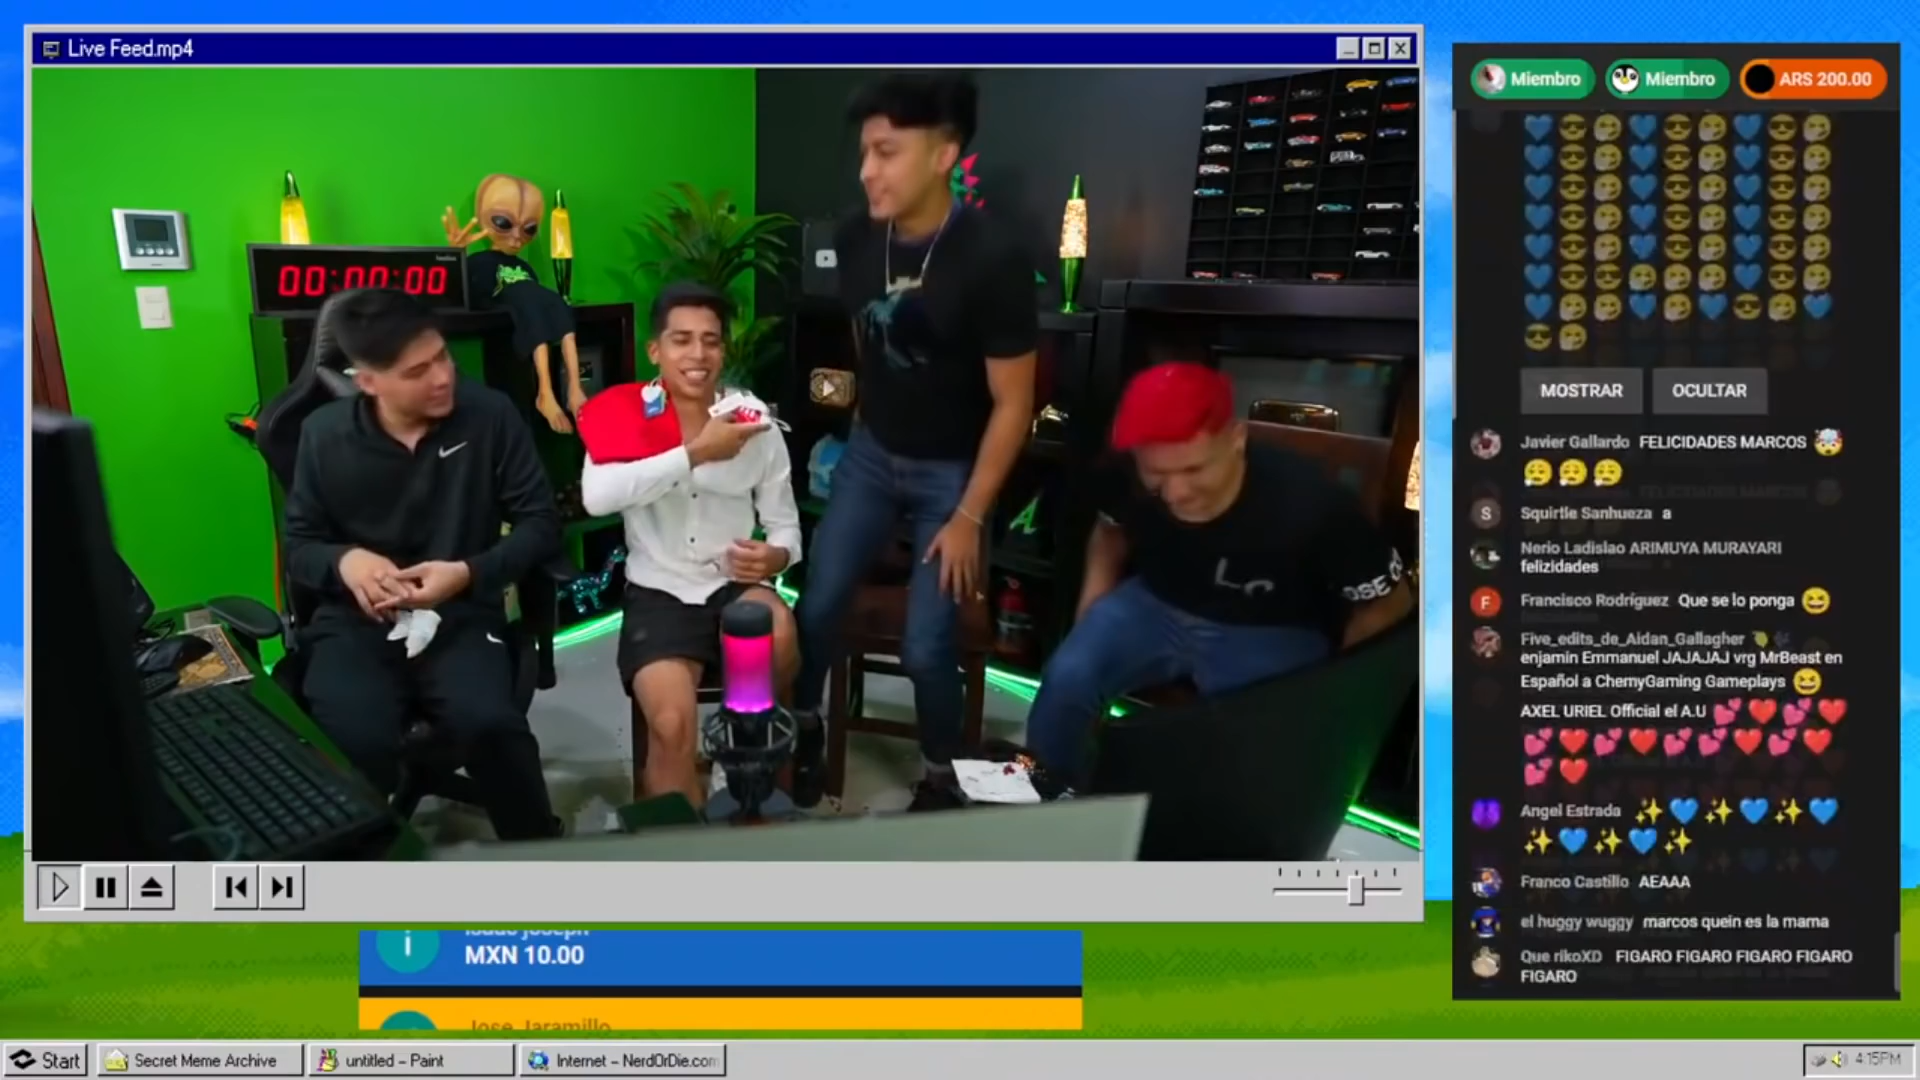 Live Feed.mp4
00:00:00
Miembro
Miembro
ARS 200.00
MOSTRAR
OCULTAR
Javier Gallardo FELICIDADES MARCOS
S
Squirtle Sanhueza a
Nerio Ladislao ARIMUYA MURAYARI
felizidades
F
Francisco Rodríguez Que se lo ponga
Five_edits_de_Aidan_Gallagher
enjamin Emmanuel JAJAJAJ vrg MrBeast en
Español a ChemyGaming Gameplays
AXEL URIEL Official el A.U
Angel Estrada
Franco Castillo AEAAA
el huggy wuggy marcos quein es la mama
Que rikoXD FIGARO FIGARO FIGARO FIGARO
FIGARO
i
Isaac joseph
MXN 10.00
Jose Jaramillo
Start
Secret Meme Archive
untitled - Paint
Internet - NerdOrDie.com
4:15PM